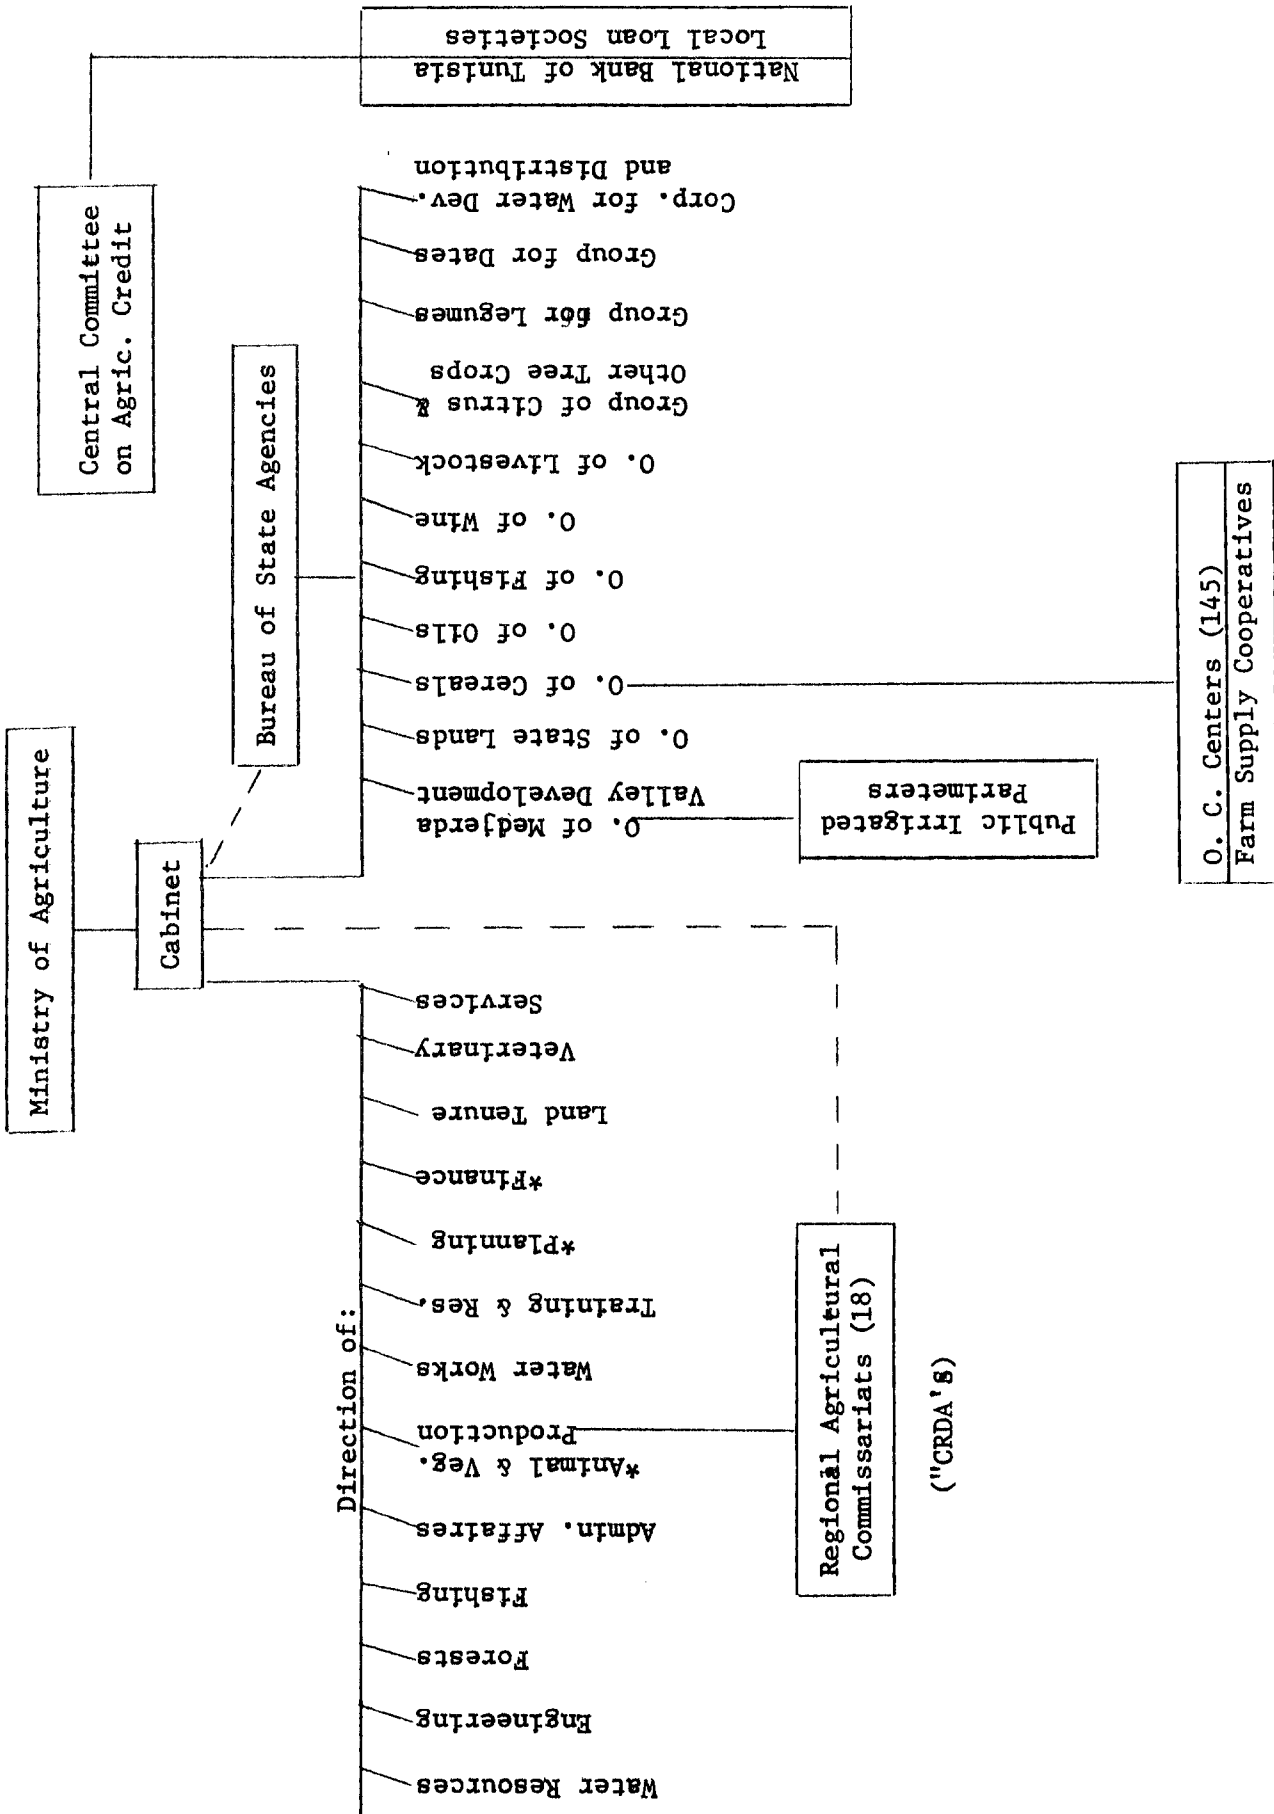 Ministry of Agriculture
Cabinet
Bureau of State Agencies
Central Committee
on Agric. Credit
National Bank of Tunisia
Local Loan Societies
Direction of:
Water Resources
Engineering
Forests
Fishing
Admin. Affaires
*Animal & Veg.
Production
Water Works
Training & Res.
*Planning
*Finance
Land Tenure
Veterinary
Services
O. of Medjerda
Valley Development
O. of State Lands
O. of Cereals
O. of Oils
O. of Fishing
O. of Wine
O. of Livestock
Group of Citrus &
Other Tree Crops
Group for Legumes
Group for Dates
Corp. for Water Dev.
and Distribution
Regional Agricultural
Commissariats (18)
("CRDA's)
Public Irrigated
Parimeters
O. C. Centers (145)
Farm Supply Cooperatives